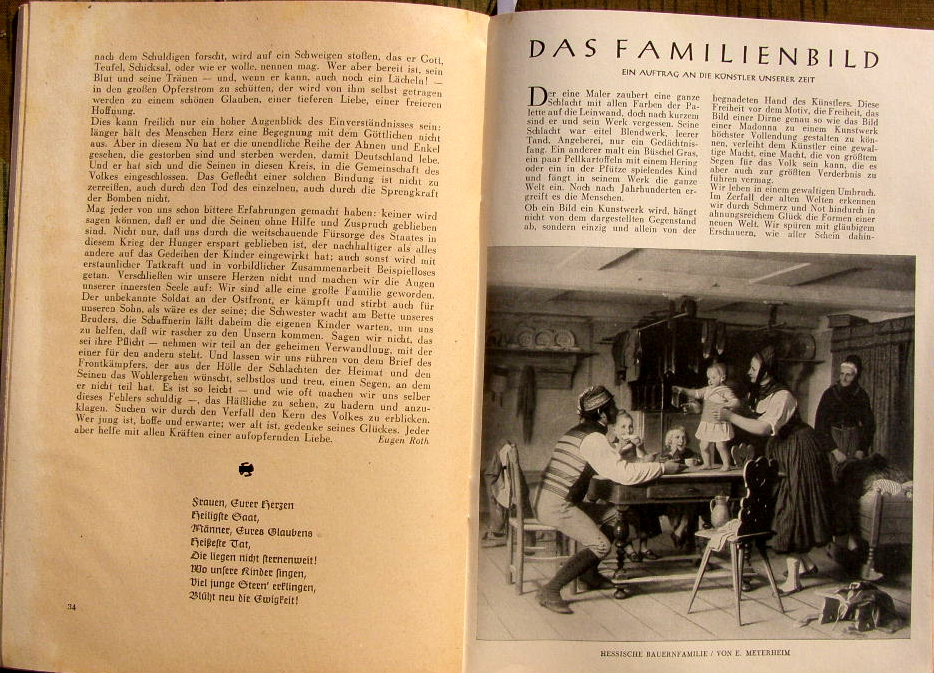 nach dem Schuldigen forscht, wird auf ein Schweigen stoßen, das er Gott,
Teufel, Schicksal, oder wie er wolle, nennen mag. Wer aber bereit ist, sein
Blut und seine Tränen — und, wenn er kann, auch noch ein Lächeln! —
in den großen Opferstrom zu schütten, der wird von ihm selbst getragen
werden zu einem schönen Glauben, einer tieferen Liebe, einer freieren
Hoffnung.
Dies kann freilich nur ein hoher Augenblick des Einverständnisses sein:
länger hält des Menschen Herz eine Begegnung mit dem Göttlichen nicht
aus. Aber in diesem Nu hat er die unendliche Reihe der Ahnen und Enkel
gesehen, die gestorben sind und sterben werden, damit Deutschland lebe.
Und er hat sich und die Seinen in diesen Kreis, in die Gemeinschaft des
Volkes eingeschlossen. Das Geflecht einer solchen Bindung ist nicht zu
zerreißen, auch durch den Tod des einzelnen, auch durch die Sprengkraft
der Bomben nicht.
Mag jeder von uns schon bittere Erfahrungen gemacht haben: keiner wird
sagen können, daß er und die Seinen ohne Hilfe und Zuspruch geblieben
sind. Nicht nur, daß uns durch die weitschauende Fürsorge des Staates in
diesem Krieg der Hunger erspart geblieben ist, der nachhaltiger als alles
andere auf das Gedeihen der Kinder eingewirkt hat; auch sonst wird mit
erstaunlicher Tatkraft und in vorbildlicher Zusammenarbeit Beispielloses
getan. Verschließen wir unsere Herzen nicht und machen wir die Augen
unserer innersten Seele auf: Wir sind alle eine große Familie geworden.
Der unbekannte Soldat an der Ostfront, er kämpft und stirbt auch für
unseren Sohn, als wäre es der seine; die Schwester wacht am Bette unseres
Bruders, die Schaffnerin läßt daheim die eigenen Kinder warten, um uns
zu helfen, daß wir rascher zu den Unsern kommen. Sagen wir nicht, das
sei ihre Pflicht — nehmen wir teil an der geheimen Verwandlung, mit der
einer für den andern steht. Und lassen wir uns rühren von dem Brief des
Frontkämpfers, der aus der Hölle der Schlachten der Heimat und den
Seinen das Wohlergehen wünscht, selbstlos und treu, einen Segen, an dem
er nicht teil hat. Es ist so leicht — und wie oft machen wir uns selber
dieses Fehlers schuldig —, das Häßliche zu sehen, zu hadern und anzu-
klagen. Suchen wir durch den Verfall den Kern des Volkes zu erblicken.
Wer jung ist, hoffe und erwarte; wer alt ist, gedenke seines Glückes. Jeder
aber helfe mit allen Kräften einer aufopfernden Liebe. Eugen Roth
Frauen, Eurer Herzen
Heiligste Saat,
Männer, Eures Glaubens
Heißeste Tat,
Die liegen nicht sternenweit!
Wo unsere Kinder singen,
Viel junge Stern' erklingen,
Blüht neu die Ewigkeit!
34
DAS FAMILIENBILD
EIN AUFTRAG AN DIE KÜNSTLER UNSERER ZEIT
Der eine Maler zaubert eine ganze
Schlacht mit allen Farben der Pa-
lette auf die Leinwand, doch nach kurzem
sind er und sein Werk vergessen. Seine
Schlacht war eitel Blendwerk, leerer
Tand, Angeberei, nur ein Gedächtnis-
fang. Ein anderer malt ein Büschel Gras,
ein paar Pellkartoffeln mit einem Hering
oder ein in der Pfütze spielendes Kind
und fängt in seinem Werk die ganze
Welt ein. Noch nach Jahrhunderten er-
greift es die Menschen.
Ob ein Bild ein Kunstwerk wird, hängt
nicht von dem dargestellten Gegenstand
ab, sondern einzig und allein von der
begnadeten Hand des Künstlers. Diese
Freiheit vor dem Motiv, die Freiheit, das
Bild einer Dirne genau so wie das Bild
einer Madonna zu einem Kunstwerk
höchster Vollendung gestalten zu kön-
nen, verleiht dem Künstler eine gewal-
tige Macht, eine Macht, die von größtem
Segen für das Volk sein kann, die es
aber auch zur größten Verderbnis zu
führen vermag.
Wir leben in einem gewaltigen Umbruch.
Im Zerfall der alten Welten erkennen
wir durch Schmerz und Not hindurch in
ahnungsreichem Glück die Formen einer
neuen Welt. Wir spüren mit gläubigem
Erschauern, wie aller Schein dahin-
HESSISCHE BAUERNFAMILIE / VON E. MEYERHEIM